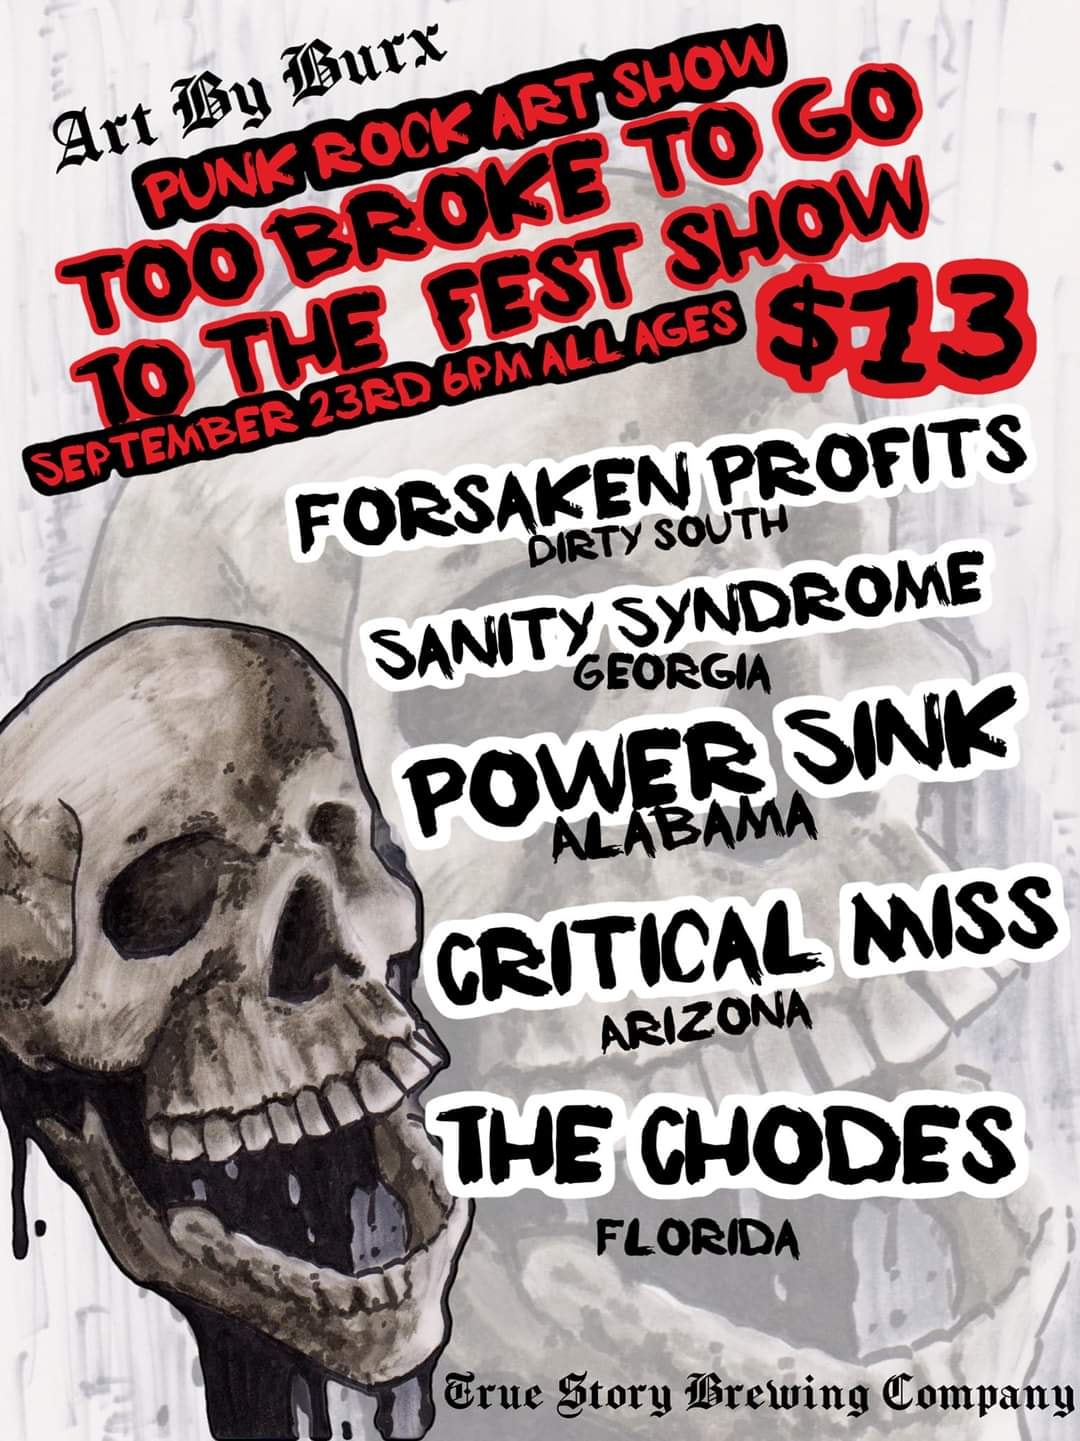 Art By Burx
PUNK ROCK ART SHOW
TOO BROKE TO GO
TO THE FEST SHOW
$13
SEPTEMBER 23RD 6PM ALL AGES
FORSAKEN PROFITS
DIRTY SOUTH
SANITY SYNDROME
GEORGIA
POWER SINK
ALABAMA
CRITICAL MISS
ARIZONA
THE CHODES
FLORIDA
True Story Brewing Company